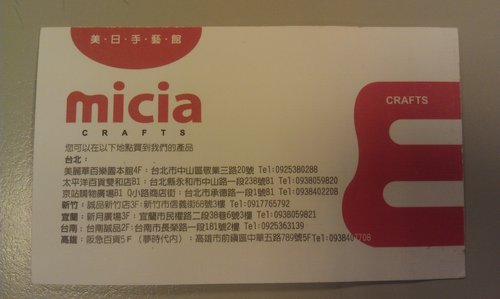 美·日·手·藝·館
micia
CRAFTS
CRAFTS
您可以在以下地點買到我們的產品
台北：
美麗華百樂園本館4F：台北市中山區敬業三路20號 Tel:0925380288
太平洋百貨雙和店B1：台北縣永和市中山路一段238號B1 Tel:0938059820
京站購物廣場B1 Q小路商店街：台北市承德路一段1號B1 Tel:0938402208
新竹：誠品新竹店3F：新竹市信義街68號3樓 Tel:0917765792
宜蘭：新月廣場3F：宜蘭市民權路二段38巷6號3樓 Tel:0938059821
台南：台南誠品2F：台南市長榮路一段181號2樓 Tel:0925363139
高雄：阪急百貨5F（夢時代內）：高雄市前鎮區中華五路789號5F Tel:0938407708